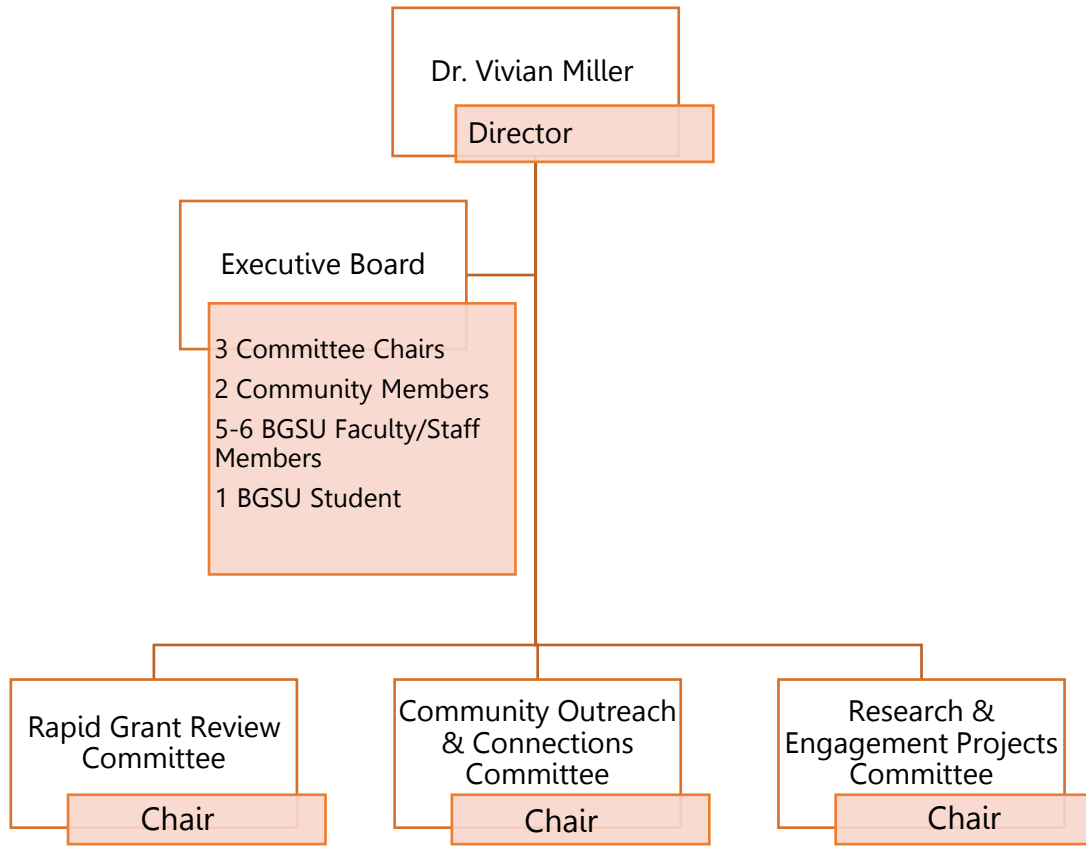 Dr. Vivian Miller
Director
Executive Board
3 Committee Chairs
2 Community Members
5-6 BGSU Faculty/Staff
Members
1 BGSU Student
Rapid Grant Review
Committee
Chair
Community Outreach
& Connections
Committee
Chair
Research &
Engagement Projects
Committee
Chair